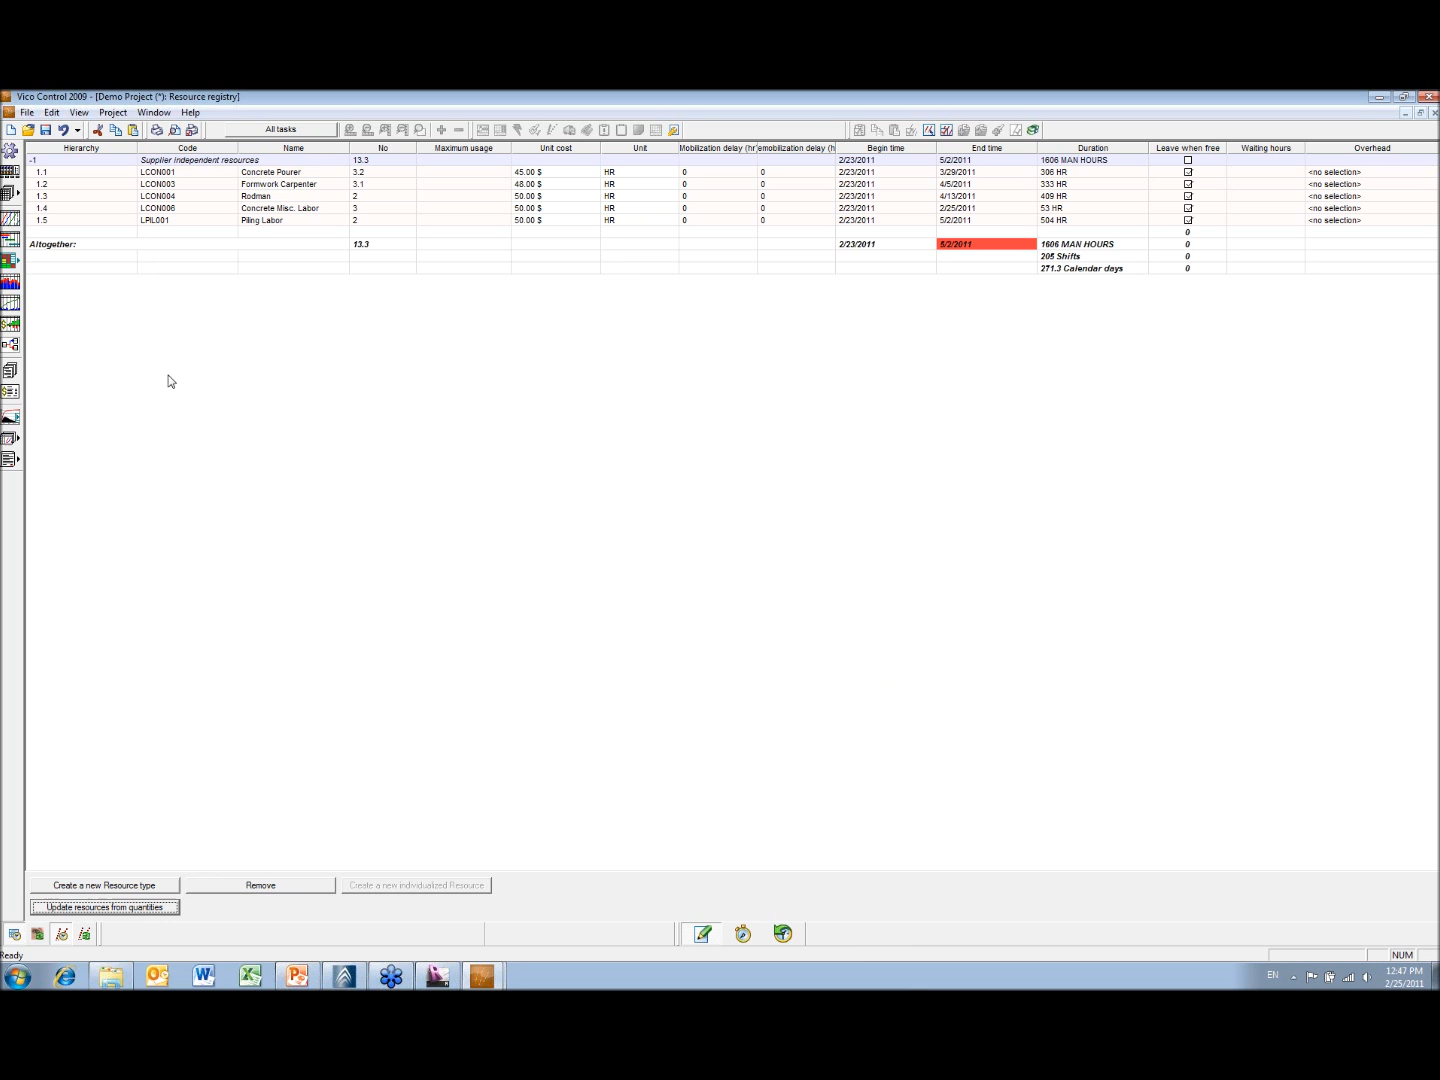 Vico Control 2009 - [Demo Project (*): Resource registry]
File Edit View Project Window Help
All tasks
Hierarchy Code Name No Maximum usage Unit cost Unit Mobilization delay (hr) emobilization delay (h Begin time End time Duration Leave when free Waiting hours Overhead
-1 Supplier independent resources 13.3 2/23/2011 5/2/2011 1606 MAN HOURS
1.1 LCON001 Concrete Pourer 3.2 45.00 $ HR 0 0 2/23/2011 3/29/2011 306 HR <no selection>
1.2 LCON003 Formwork Carpenter 3.1 48.00 $ HR 0 0 2/23/2011 4/5/2011 333 HR <no selection>
1.3 LCON004 Rodman 2 50.00 $ HR 0 0 2/23/2011 4/13/2011 409 HR <no selection>
1.4 LCON006 Concrete Misc. Labor 3 50.00 $ HR 0 0 2/23/2011 2/25/2011 53 HR <no selection>
1.5 LPIL001 Piling Labor 2 50.00 $ HR 0 0 2/23/2011 5/2/2011 504 HR <no selection>
0
Altogether: 13.3 2/23/2011 5/2/2011 1606 MAN HOURS 0
205 Shifts 0
271.3 Calendar days 0
Create a new Resource type Remove Create a new individualized Resource
Update resources from quantities
Ready NUM
EN 12:47 PM
2/25/2011